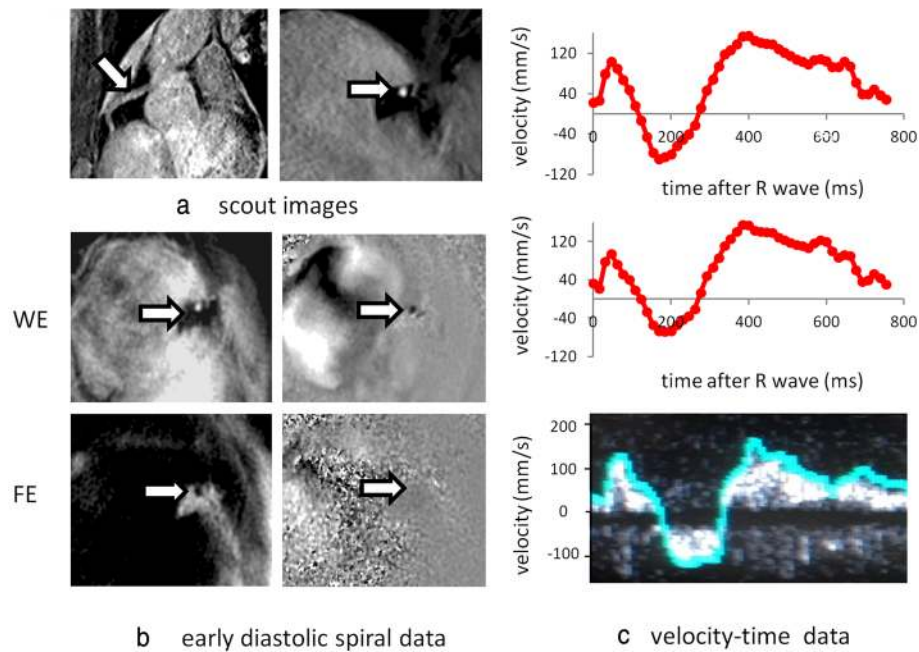 a scout images
WE
FE
b early diastolic spiral data
velocity (mm/s)
120
40
-40
-120
0
200
400
600
800
time after R wave (ms)
velocity (mm/s)
120
40
-40
-120
0
200
400
600
800
time after R wave (ms)
velocity (mm/s)
200
100
0
-100
c velocity-time data